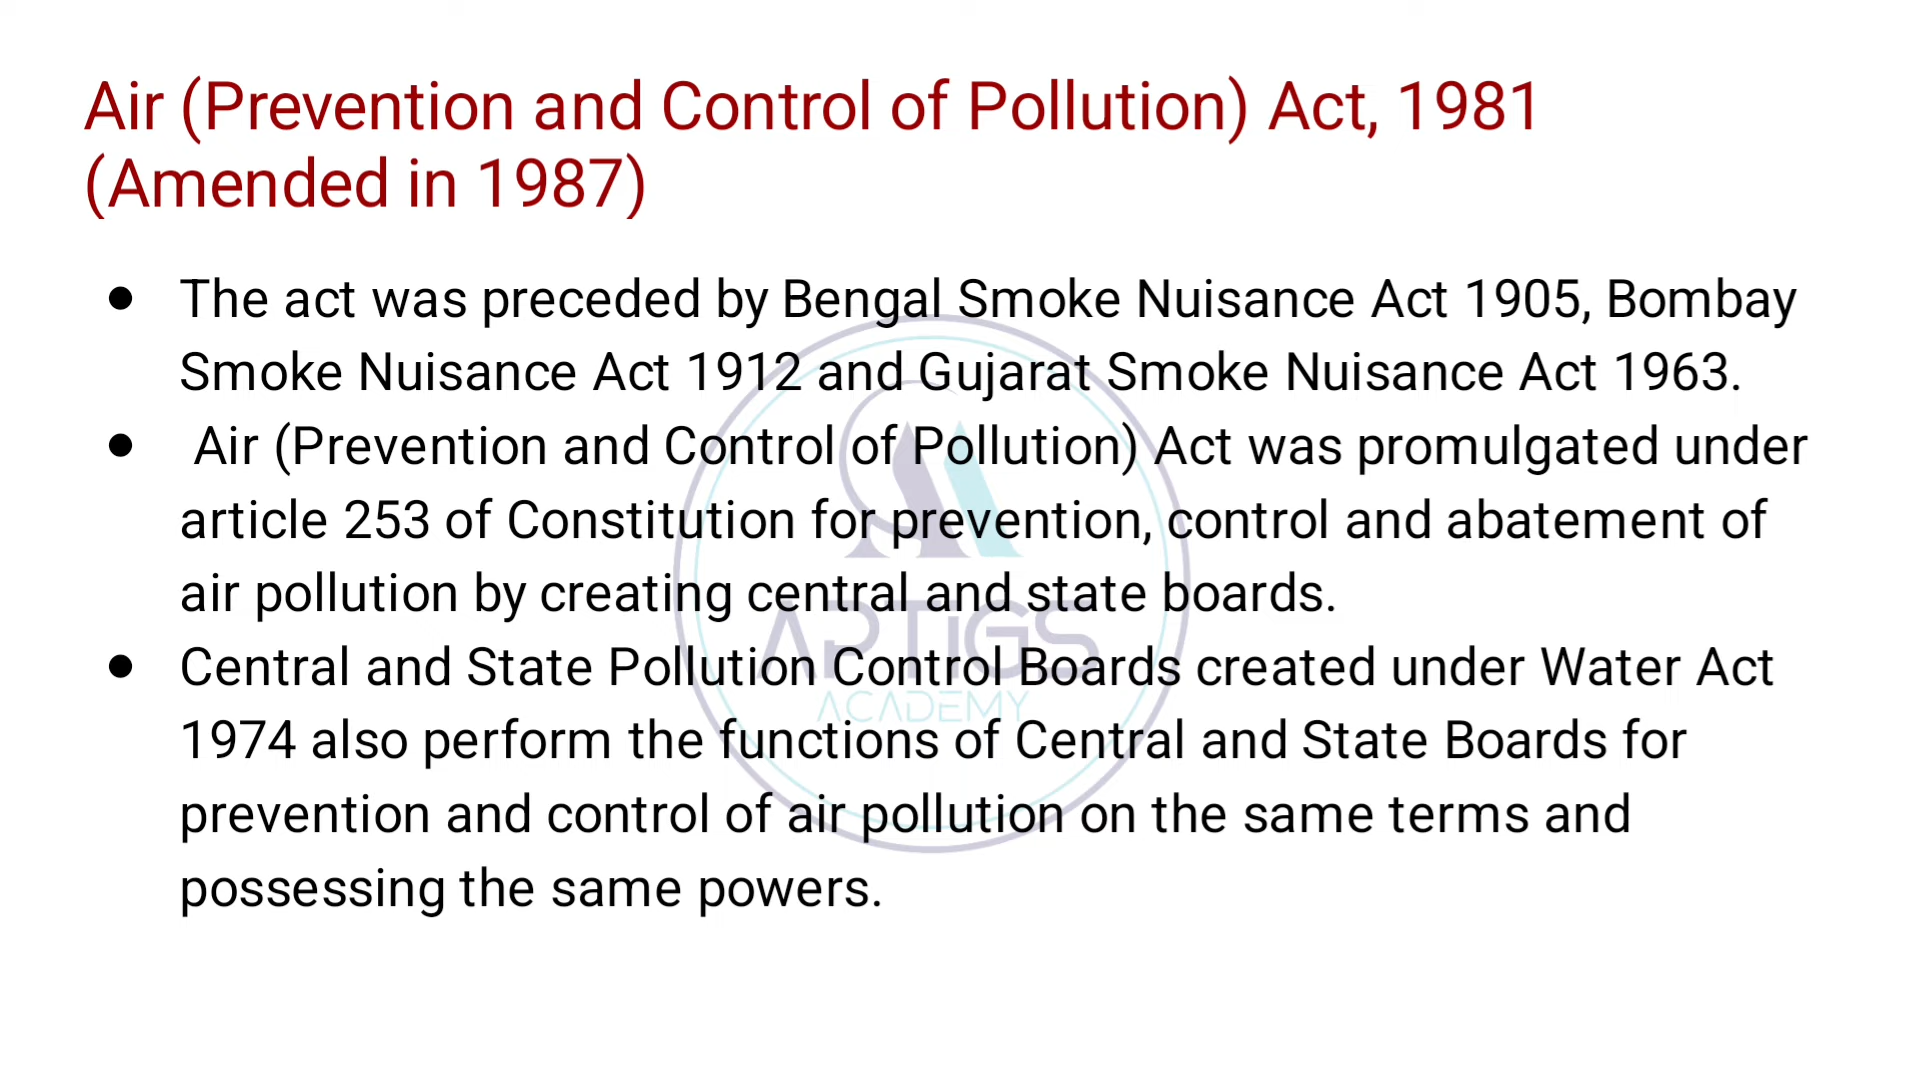 Air (Prevention and Control of Pollution) Act, 1981
(Amended in 1987)
● The act was preceded by Bengal Smoke Nuisance Act 1905, Bombay
Smoke Nuisance Act 1912 and Gujarat Smoke Nuisance Act 1963.
● Air (Prevention and Control of Pollution) Act was promulgated under
article 253 of Constitution for prevention, control and abatement of
air pollution by creating central and state boards.
● Central and State Pollution Control Boards created under Water Act
1974 also perform the functions of Central and State Boards for
prevention and control of air pollution on the same terms and
possessing the same powers.
APTIGS
ACADEMY